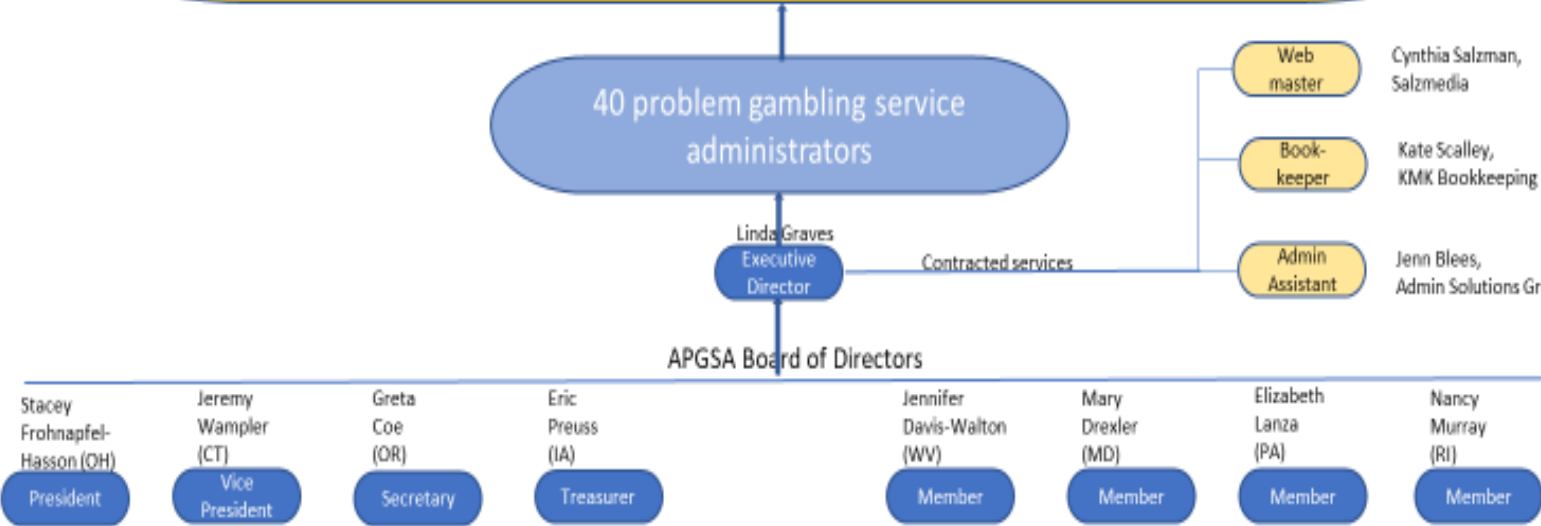 40 problem gambling service
administrators
Web
master
Cynthia Salzman,
Salzmedia
Book-
keeper
Kate Scalley,
KMK Bookkeeping
Linda Graves
Executive
Director
Contracted services
Admin
Assistant
Jenn Blees,
Admin Solutions Gr
APGSA Board of Directors
Stacey
Frohnapfel-
Hasson (OH)
President
Jeremy
Wampler
(CT)
Vice
President
Greta
Coe
(OR)
Secretary
Eric
Preuss
(IA)
Treasurer
Jennifer
Davis-Walton
(WV)
Member
Mary
Drexler
(MD)
Member
Elizabeth
Lanza
(PA)
Member
Nancy
Murray
(RI)
Member